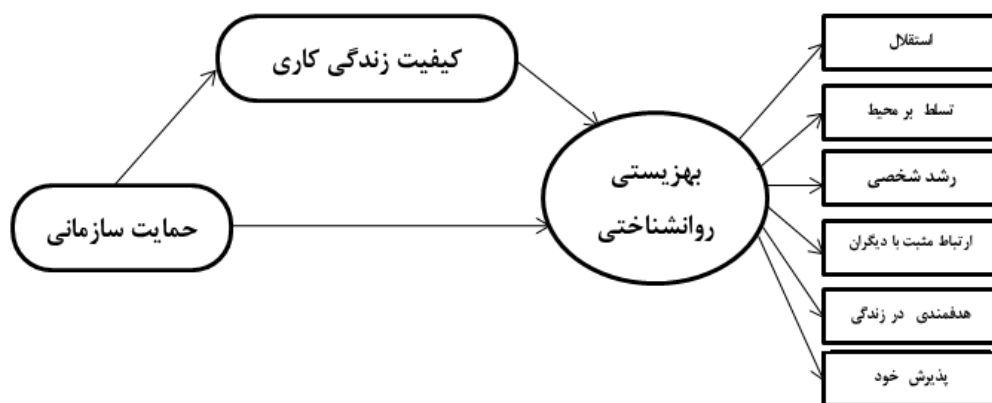 کیفیت زندگی کاری
حمایت سازمانی
بهزیستی
روانشناختی
استقلال
تسلط بر محیط
رشد شخصی
ارتباط مثبت با دیگران
هدفمندی در زندگی
پذیرش خود